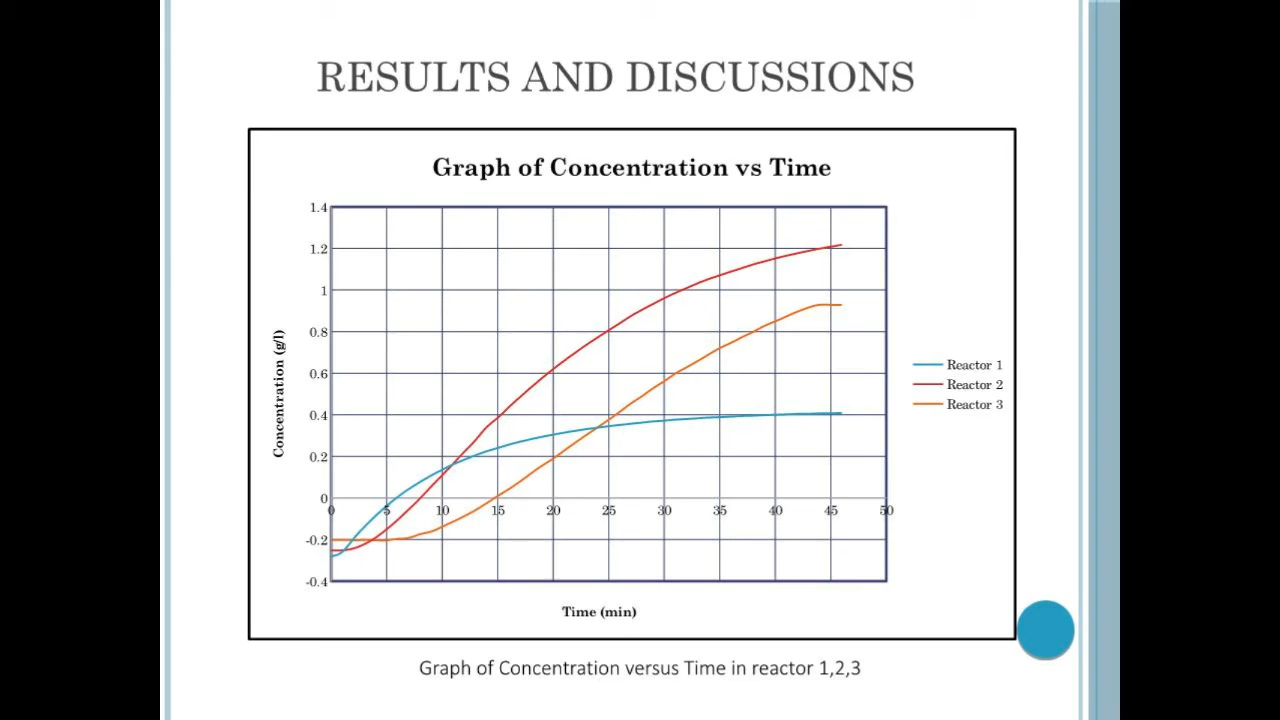 RESULTS AND DISCUSSIONS
Graph of Concentration vs Time
1.4
1.2
1
0.8
0.6
0.4
0.2
0
-0.2
-0.4
0 5 10 15 20 25 30 35 40 45 50
Concentration (g/l)
Time (min)
Reactor 1
Reactor 2
Reactor 3
Graph of Concentration versus Time in reactor 1,2,3